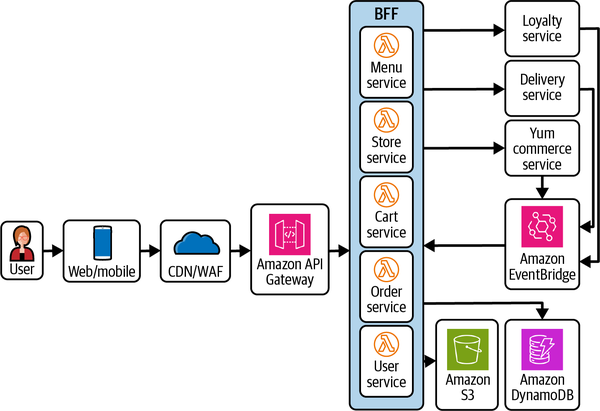 BFF
Menu
service
Store
service
Cart
service
Order
service
User
service
User
Web/mobile
CDN/WAF
Amazon API
Gateway
Loyalty
service
Delivery
service
Yum
commerce
service
Amazon
EventBridge
Amazon
S3
Amazon
DynamoDB